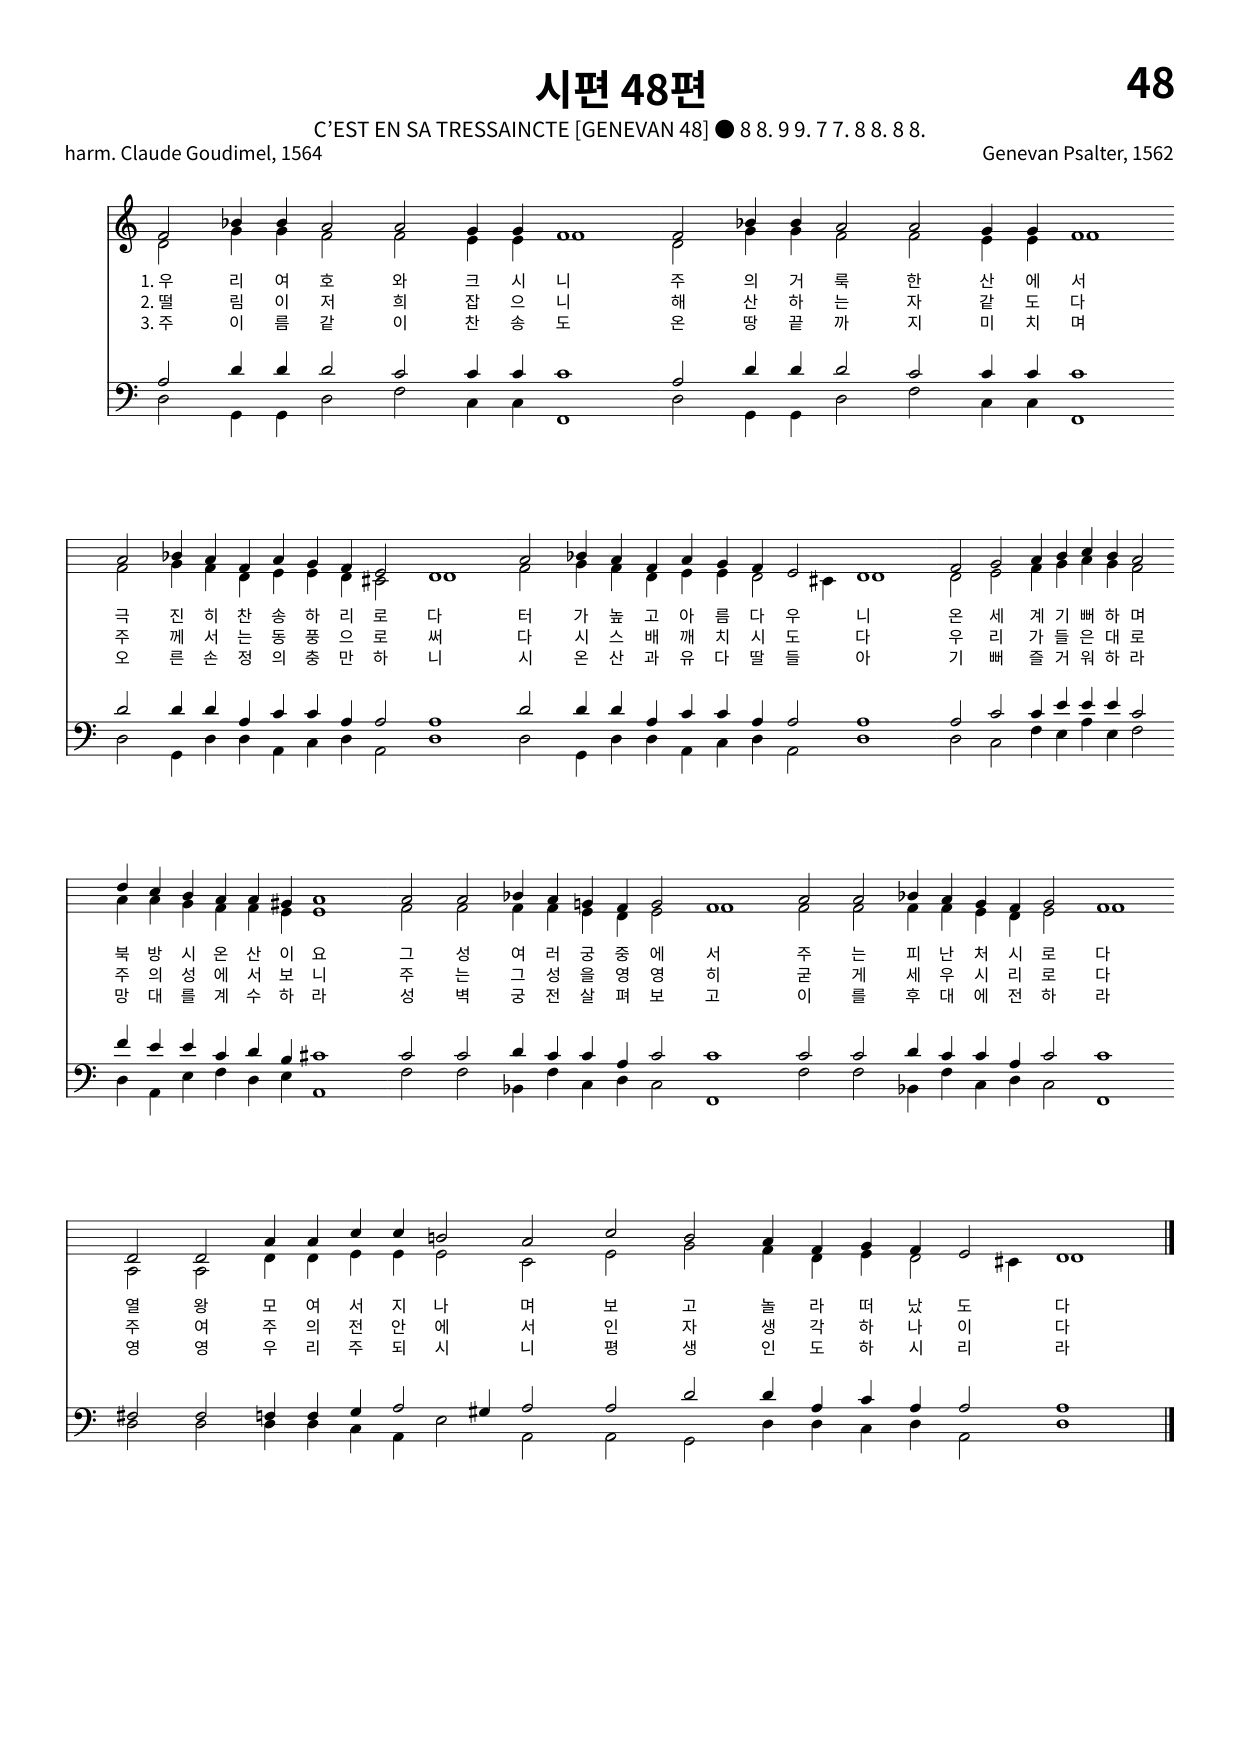 시편 48편
48
C’EST EN SA TRESSAINCTE [GENEVAN 48] ● 8 8. 9 9. 7 7. 8 8. 8 8.
harm. Claude Goudimel, 1564
Genevan Psalter, 1562
1. 우 리 여 호 와 크 시 니 주 의 거 룩 한 산 에 서
2. 떨 림 이 저 희 잡 으 니 해 산 하 는 자 같 도 다
3. 주 이 름 같 이 찬 송 도 온 땅 끝 까 지 미 치 며
극 진 히 찬 송 하 리 로 다 터 가 높 고 아 름 다 우 니 온 세 계 기 뻐 하 며
주 께 서 는 동 풍 으 로 써 다 시 스 배 깨 치 시 도 다 우 리 가 들 은 대 로
오 른 손 정 의 충 만 하 니 시 온 산 과 유 다 딸 들 아 기 뻐 즐 거 워 하 라
북 방 시 온 산 이 요 그 성 여 러 궁 중 에 서 주 는 피 난 처 시 로 다
주 의 성 에 서 보 니 주 는 그 성 을 영 영 히 굳 게 세 우 시 리 로 다
망 대 를 계 수 하 라 성 벽 궁 전 살 펴 보 고 이 를 후 대 에 전 하 라
열 왕 모 여 서 지 나 며 보 고 놀 라 떠 났 도 다
주 여 주 의 전 안 에 서 인 자 생 각 하 나 이 다
영 영 우 리 주 되 시 니 평 생 인 도 하 시 리 라